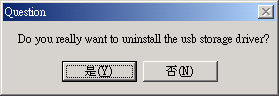 Question
Do you really want to uninstall the usb storage driver?
是(Y)
否(N)